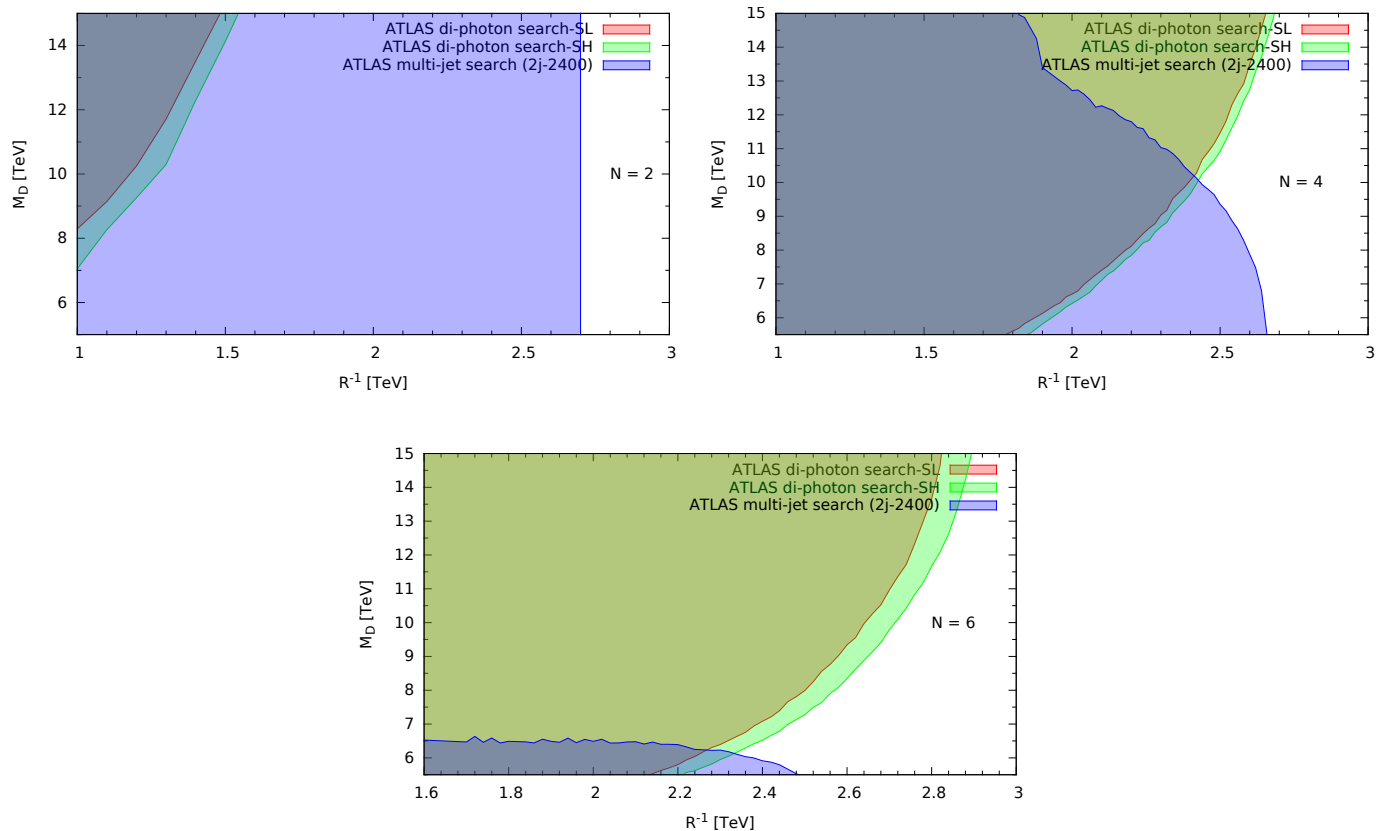 ATLAS di-photon search-SL
ATLAS di-photon search-SH
ATLAS multi-jet search (2j-2400)
N = 2
M_D [TeV]
14
12
10
8
6
1
1.5
2
2.5
3
R^-1 [TeV]
ATLAS di-photon search-SL
ATLAS di-photon search-SH
ATLAS multi-jet search (2j-2400)
N = 4
M_D [TeV]
15
14
13
12
11
10
9
8
7
6
1
1.5
2
2.5
3
R^-1 [TeV]
ATLAS di-photon search-SL
ATLAS di-photon search-SH
ATLAS multi-jet search (2j-2400)
N = 6
M_D [TeV]
15
14
13
12
11
10
9
8
7
6
1.6
1.8
2
2.2
2.4
2.6
2.8
3
R^-1 [TeV]